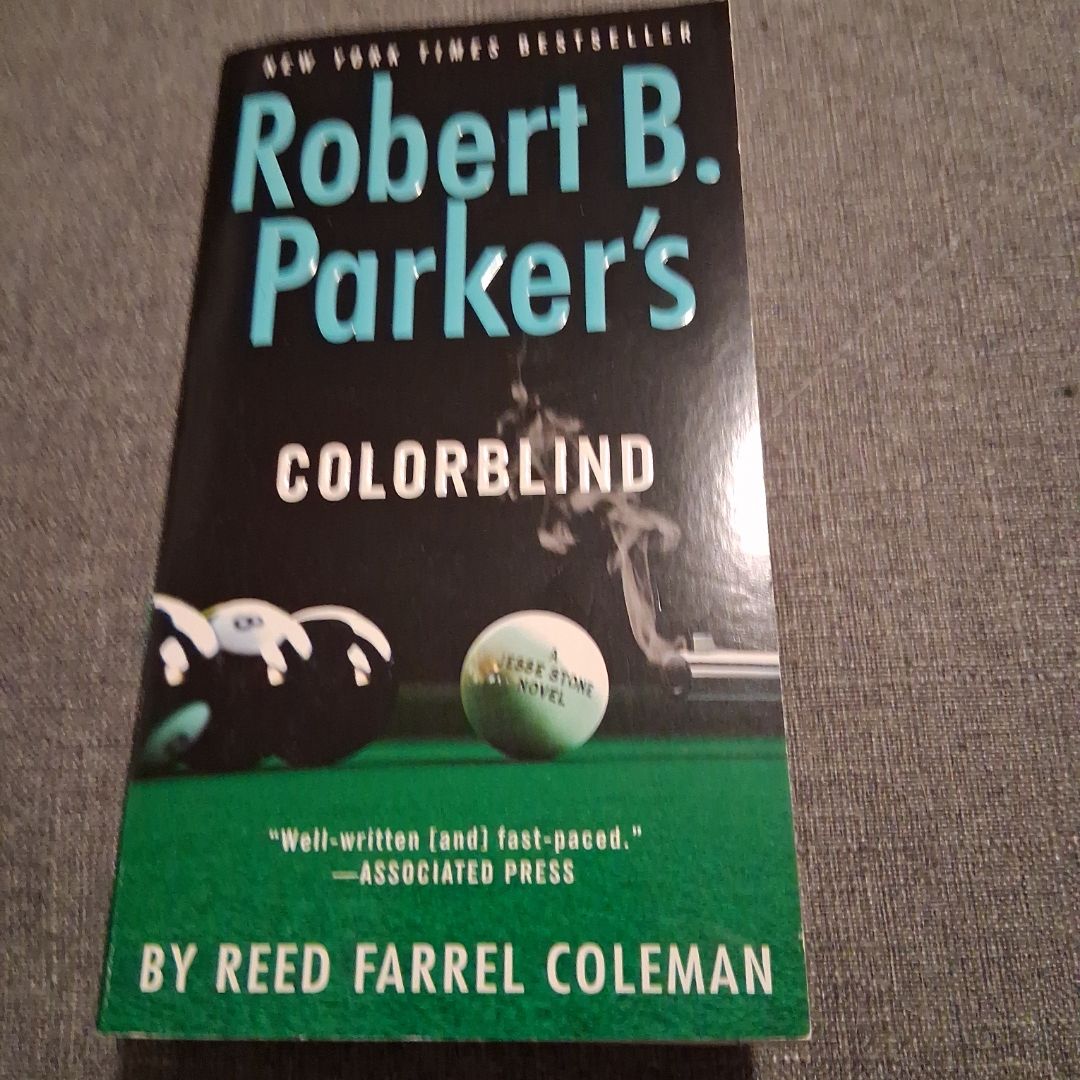 NEW YORK TIMES BESTSELLER
Robert B.
Parker's
COLORBLIND
8
A
JESSE STONE
NOVEL
“Well-written [and] fast-paced.”
—ASSOCIATED PRESS
BY REED FARREL COLEMAN